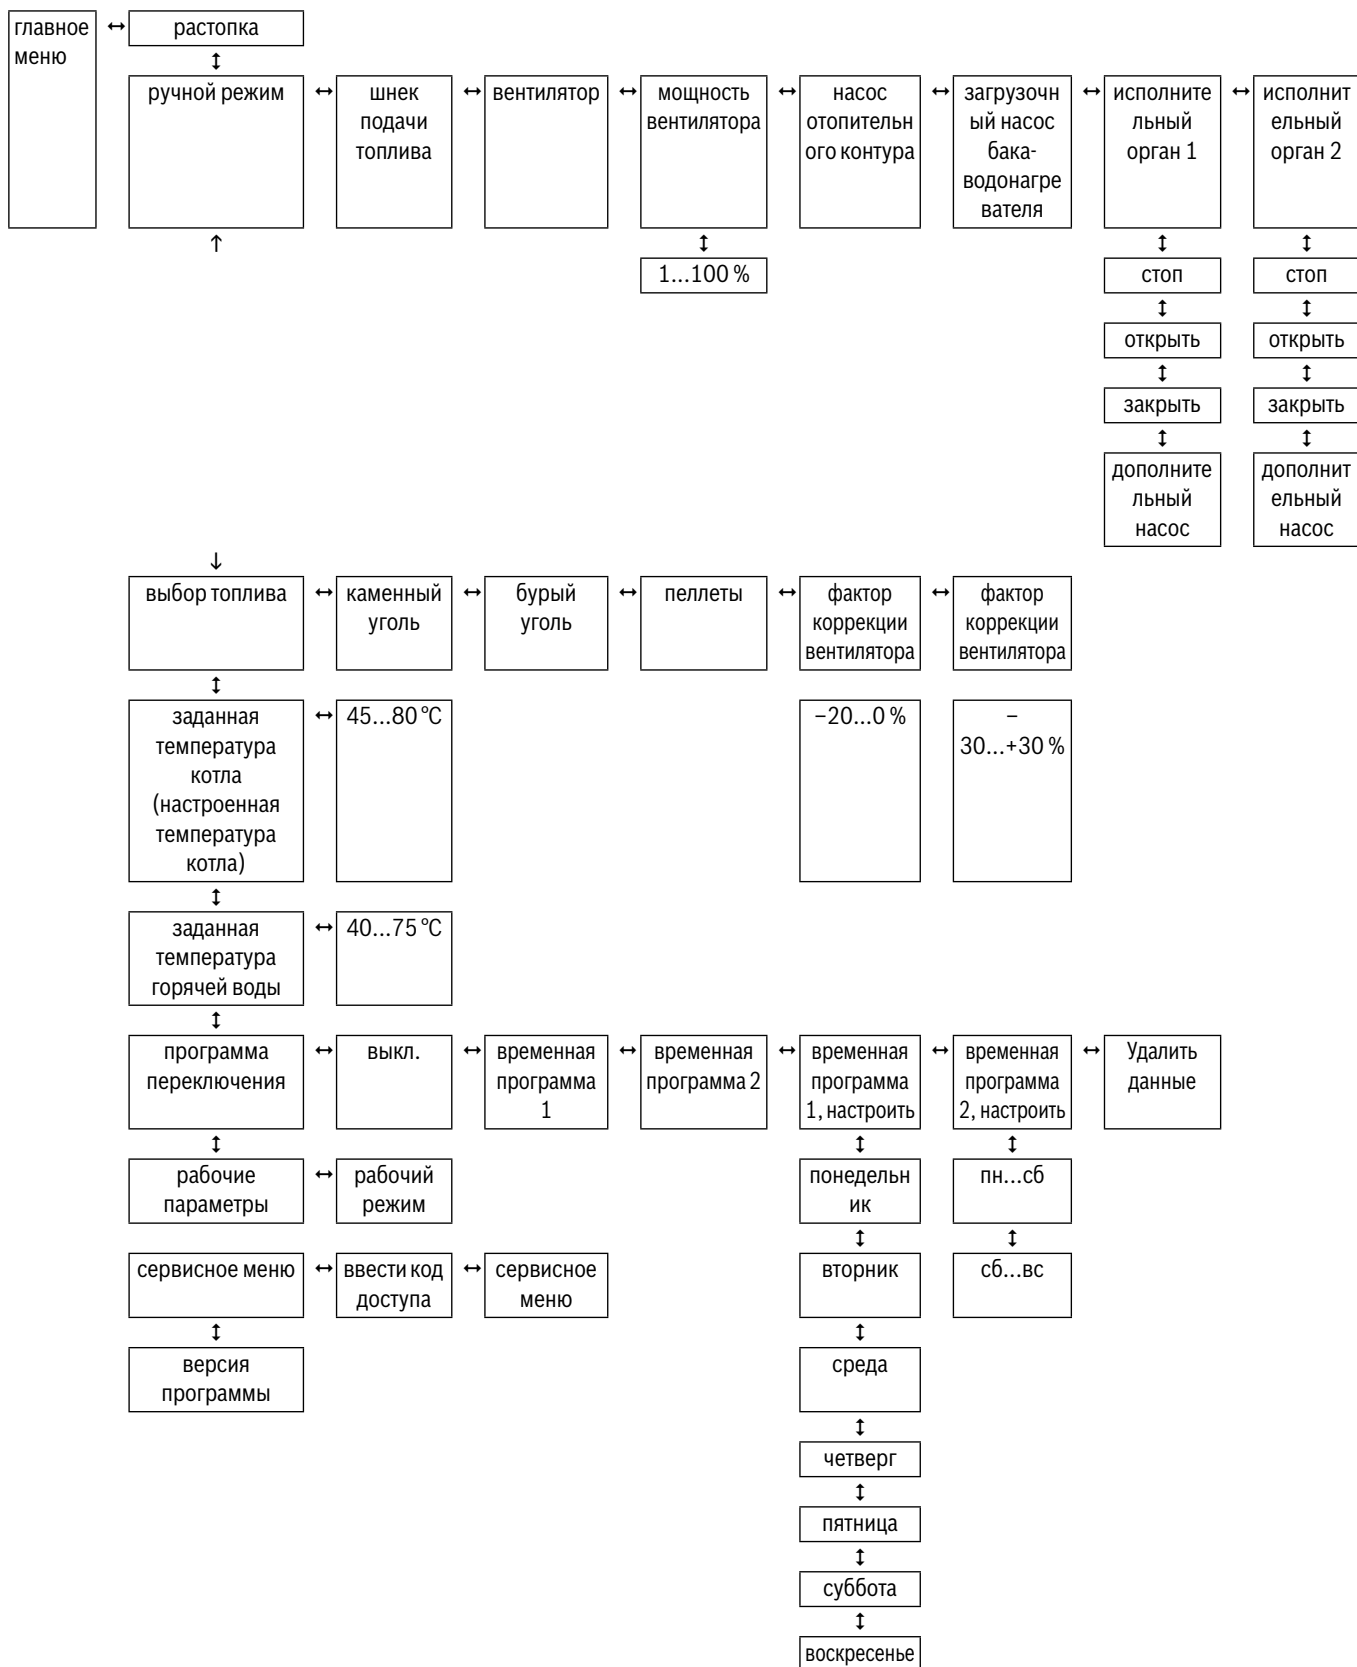 главное
меню
↔
растопка
↕
ручной режим
↔
шнек
подачи
топлива
↔
вентилятор
↔
мощность
вентилятора
↔
насос
отопительн
ого контура
↔
загрузочн
ый насос
бака-
водонагре
вателя
↔
исполните
льный
орган 1
↔
исполнит
ельный
орган 2
↑
↕
↕
↕
1...100 %
стоп
стоп
↕
↕
открыть
открыть
↕
↕
закрыть
закрыть
↕
↕
дополните
льный
насос
дополнит
ельный
насос
↓
выбор топлива
↔
каменный
уголь
↔
бурый
уголь
↔
пеллеты
↔
фактор
коррекции
вентилятора
↔
фактор
коррекции
вентилятора
↕
заданная
температура
котла
(настроенная
температура
котла)
↔
45...80 °C
–20...0 %
–
30...+30 %
↕
заданная
температура
горячей воды
↔
40...75 °C
↕
программа
переключения
↔
выкл.
↔
временная
программа
1
↔
временная
программа 2
↔
временная
программа
1, настроить
↔
временная
программа
2, настроить
↔
Удалить
данные
↕
↕
↕
рабочие
параметры
↔
рабочий
режим
понедельн
ик
пн...сб
↕
↕
сервисное меню
↔
ввести код
доступа
↔
сервисное
меню
вторник
сб...вс
↕
↕
версия
программы
среда
↕
четверг
↕
пятница
↕
суббота
↕
воскресенье